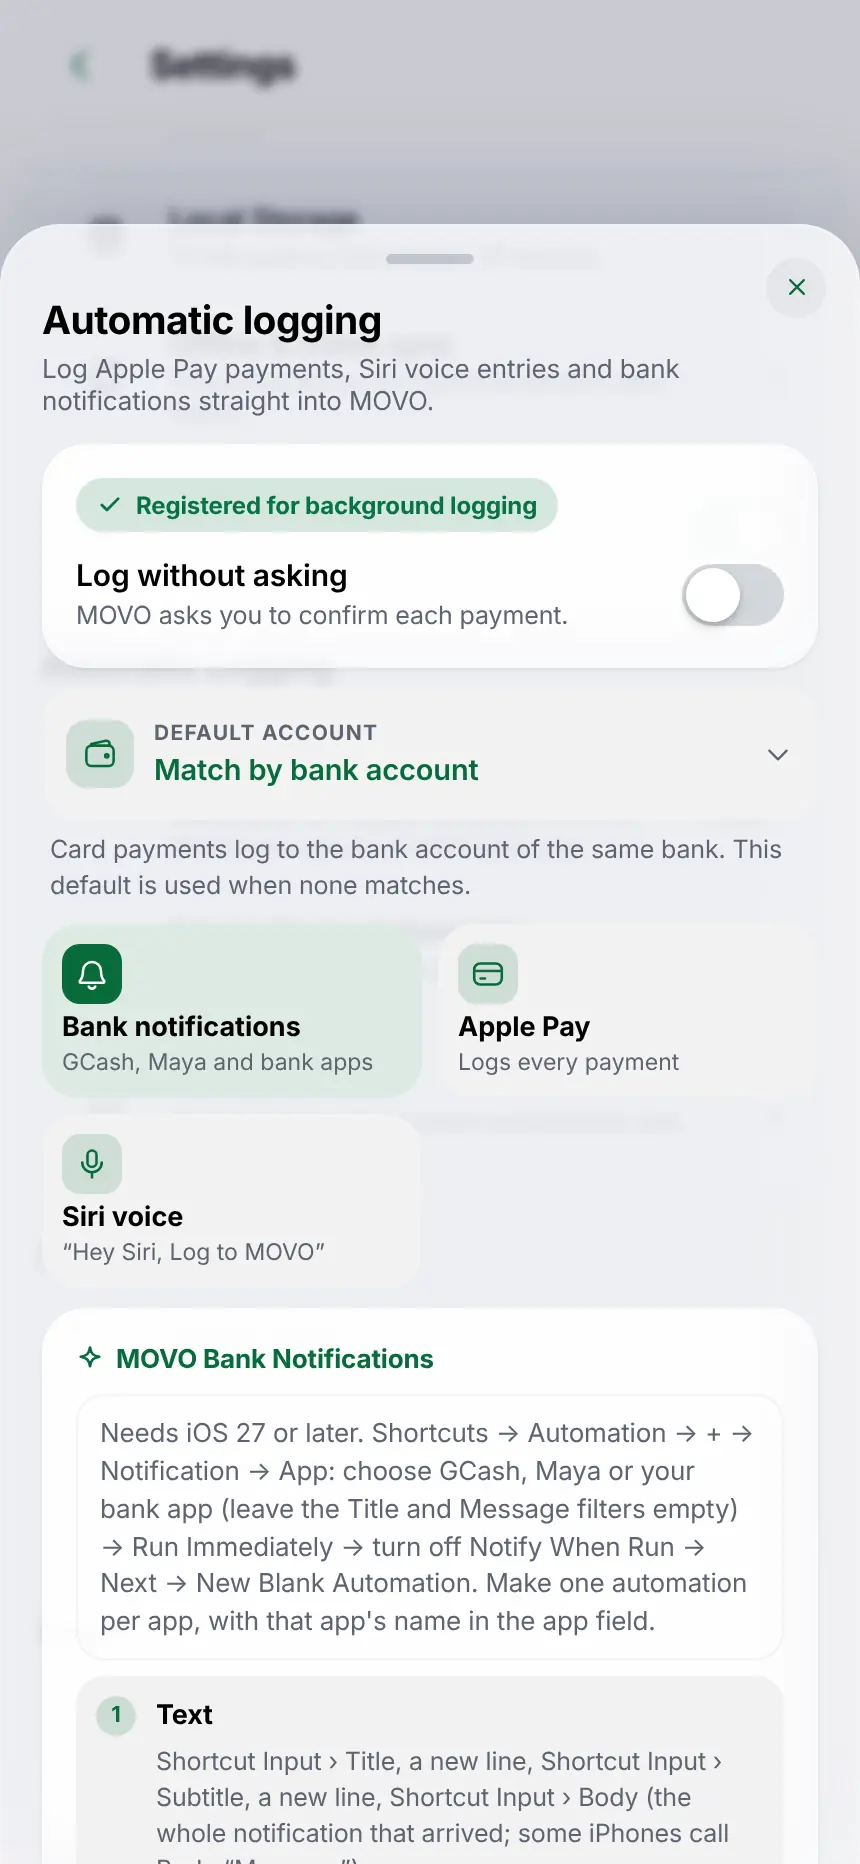 Settings
Local Storage
Automatic logging
Log Apple Pay payments, Siri voice entries and bank
notifications straight into MOVO.
Registered for background logging
Log without asking
MOVO asks you to confirm each payment.
DEFAULT ACCOUNT
Match by bank account
Card payments log to the bank account of the same bank. This
default is used when none matches.
Bank notifications
GCash, Maya and bank apps
Apple Pay
Logs every payment
Siri voice
“Hey Siri, Log to MOVO”
MOVO Bank Notifications
Needs iOS 27 or later. Shortcuts → Automation → + →
Notification → App: choose GCash, Maya or your
bank app (leave the Title and Message filters empty)
→ Run Immediately → turn off Notify When Run →
Next → New Blank Automation. Make one automation
per app, with that app's name in the app field.
1 Text
Shortcut Input › Title, a new line, Shortcut Input ›
Subtitle, a new line, Shortcut Input › Body (the
whole notification that arrived; some iPhones call